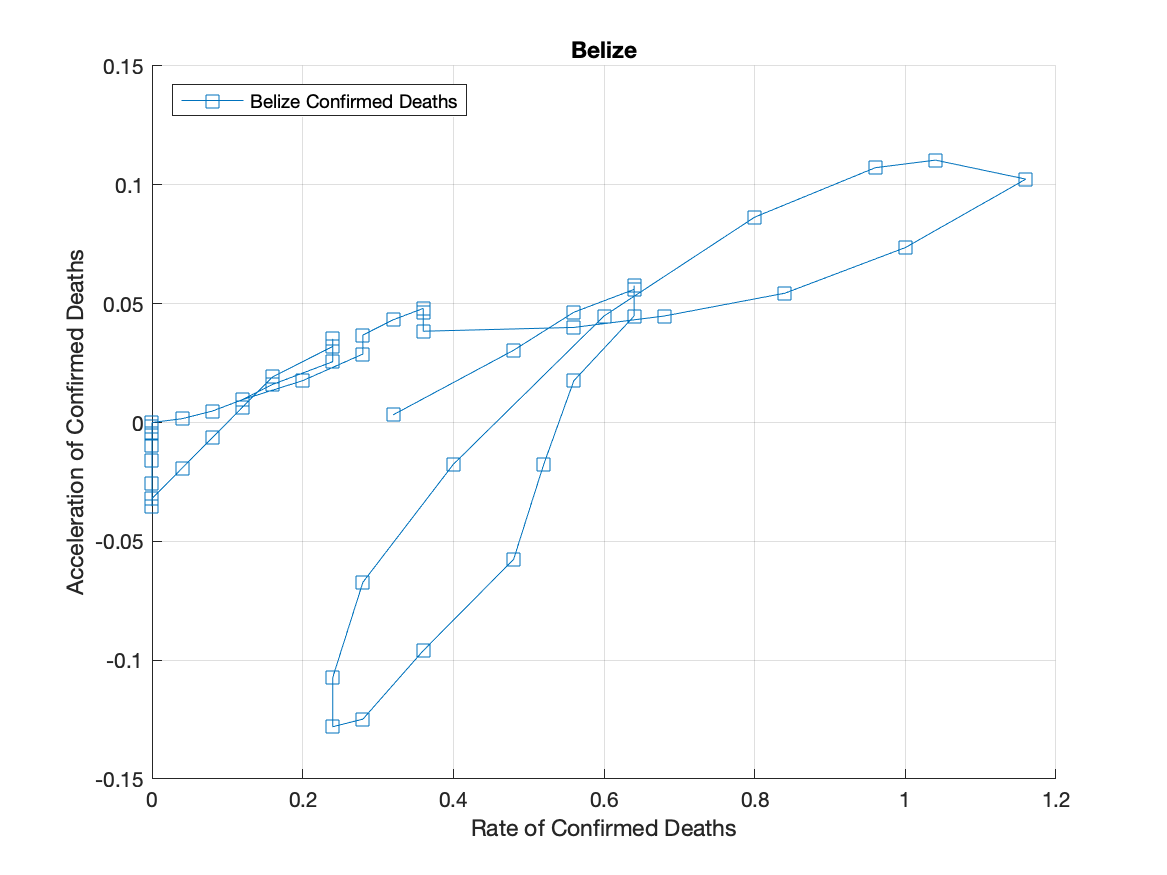 Belize
0.15
Belize Confirmed Deaths
0.1
0.05
0
-0.05
-0.1
-0.15
Acceleration of Confirmed Deaths
0 0.2 0.4 0.6 0.8 1 1.2
Rate of Confirmed Deaths